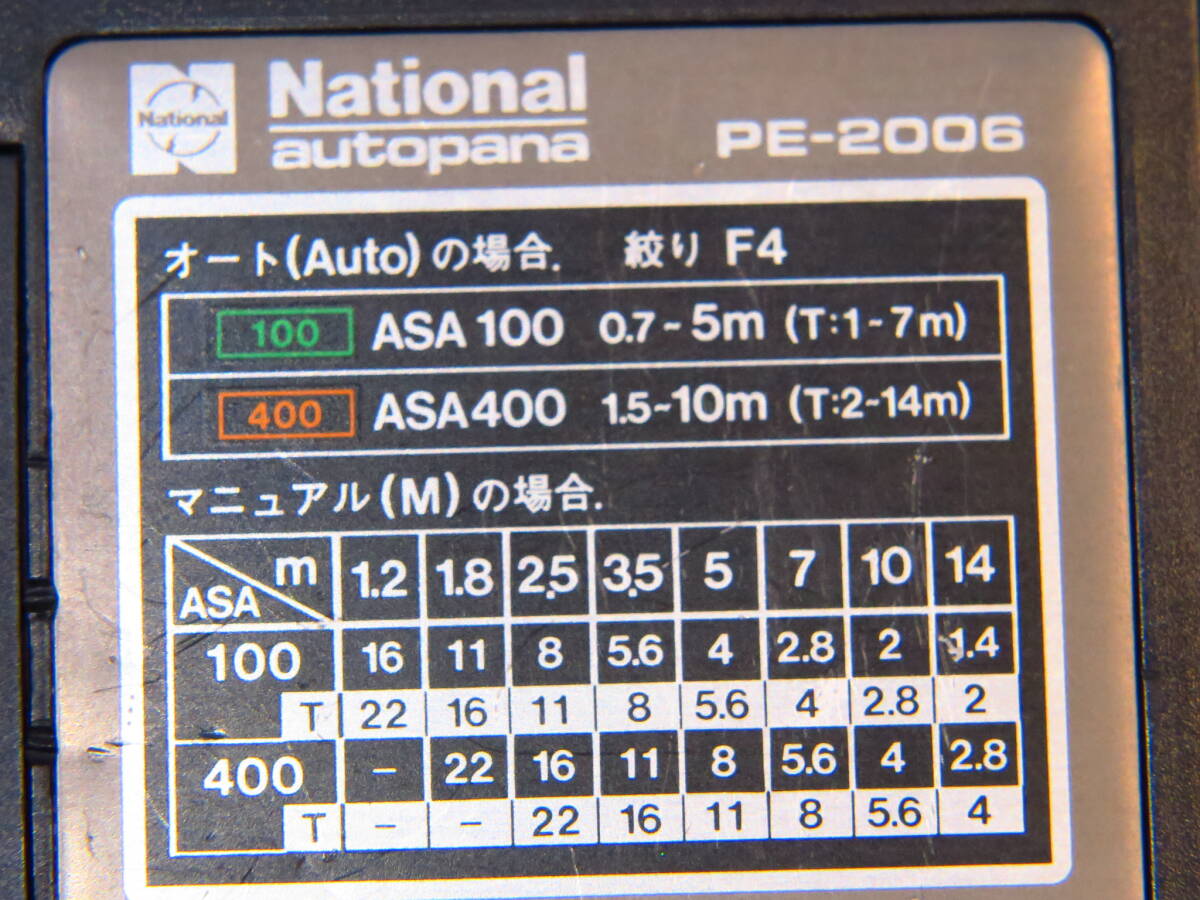 National
National
autopana
PE-2006
オート(Auto)の場合. 絞り F4
100 ASA 100 0.7~5m (T:1~7m)
400 ASA400 1.5~10m (T:2~14m)
マニュアル(M)の場合.
ASA m 1.2 1.8 2.5 3.5 5 7 10 14
100 16 11 8 5.6 4 2.8 2 1.4
T 22 16 11 8 5.6 4 2.8 2
400 – 22 16 11 8 5.6 4 2.8
T – – 22 16 11 8 5.6 4